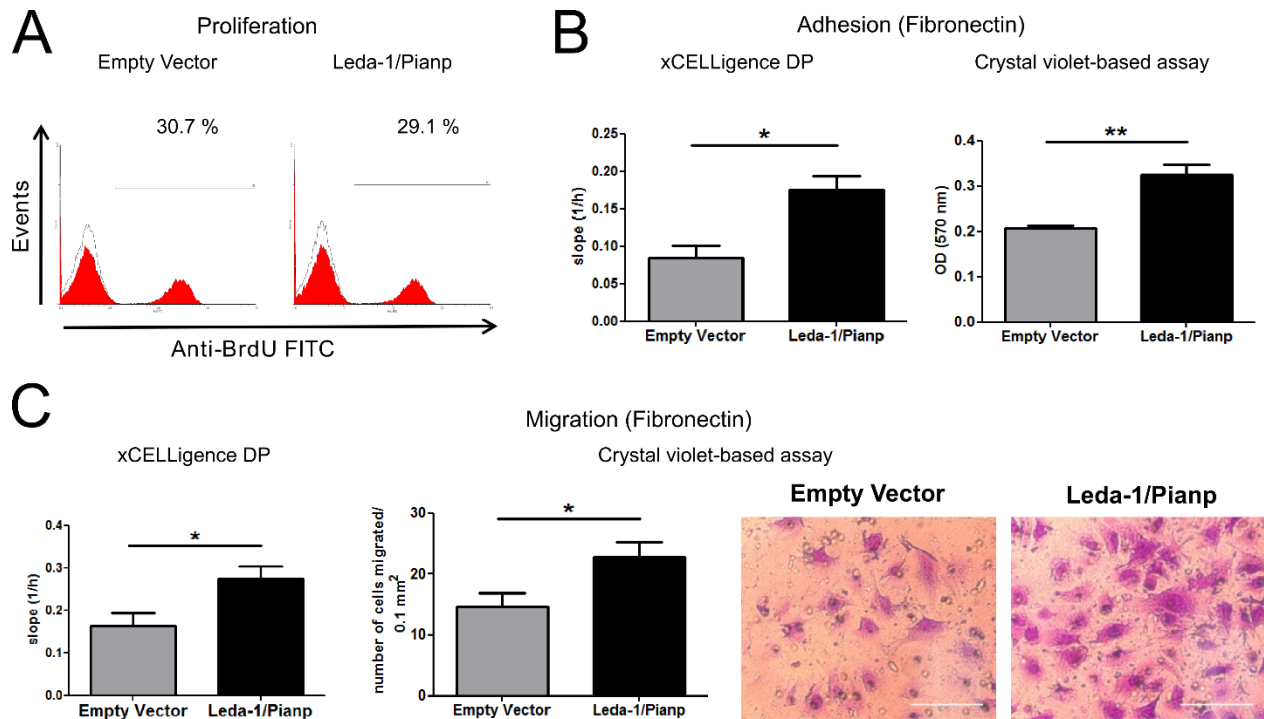 A
Proliferation
Empty Vector
Leda-1/Pianp
30.7 %
29.1 %
Events
Anti-BrdU FITC
B
Adhesion (Fibronectin)
xCELLigence DP
slope (1/h)
0.25
0.20
0.15
0.10
0.05
0.00
*
Empty Vector
Leda-1/Pianp
Crystal violet-based assay
OD (570 nm)
0.4
0.3
0.2
0.1
0.0
**
Empty Vector
Leda-1/Pianp
C
Migration (Fibronectin)
xCELLigence DP
slope (1/h)
0.4
0.3
0.2
0.1
0.0
*
Empty Vector
Leda-1/Pianp
Crystal violet-based assay
number of cells migrated/
0.1 mm²
30
20
10
0
*
Empty Vector
Leda-1/Pianp
Empty Vector
Leda-1/Pianp